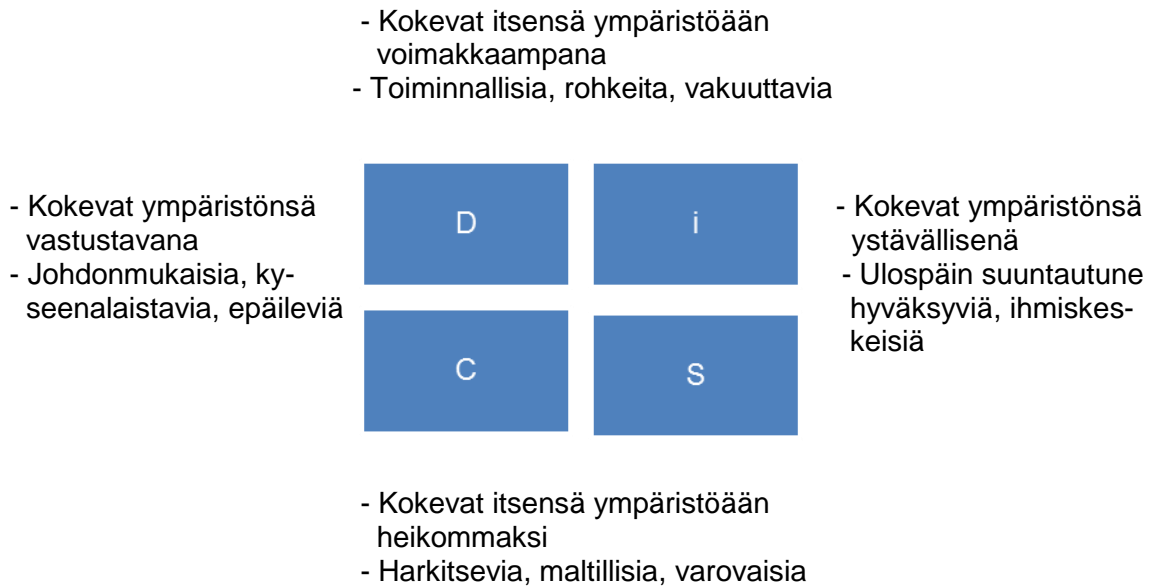 - Kokevat itsensä ympäristöään
voimakkaampana
- Toiminnallisia, rohkeita, vakuuttavia
- Kokevat ympäristönsä
vastustavana
- Johdonmukaisia, ky-
seenalaistavia, epäileviä
D
i
C
S
- Kokevat ympäristönsä
ystävällisenä
- Ulospäin suuntautune
hyväksyviä, ihmiskes-
keisiä
- Kokevat itsensä ympäristöään
heikommaksi
- Harkitsevia, maltillisia, varovaisia